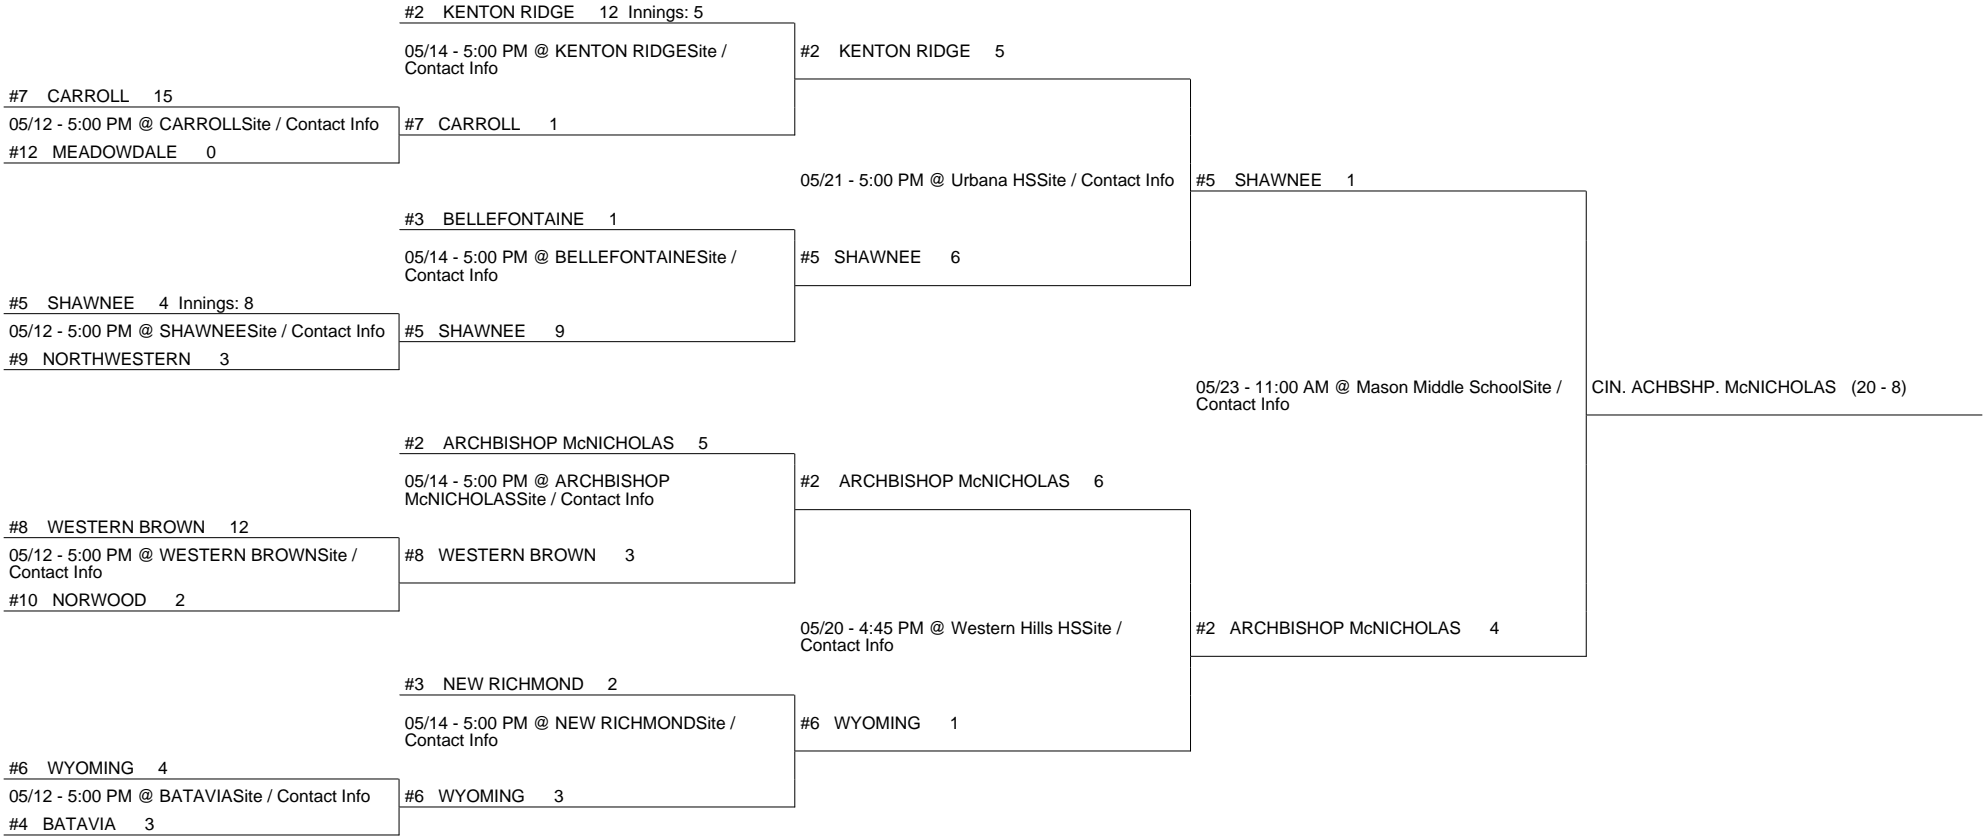 #2 KENTON RIDGE 12 Innings: 5
05/14 - 5:00 PM @ KENTON RIDGESite /
Contact Info
#2 KENTON RIDGE 5
#7 CARROLL 15
05/12 - 5:00 PM @ CARROLLSite / Contact Info
#7 CARROLL 1
#12 MEADOWDALE 0
05/21 - 5:00 PM @ Urbana HSSite / Contact Info
#5 SHAWNEE 1
#3 BELLEFONTAINE 1
05/14 - 5:00 PM @ BELLEFONTAINESite /
Contact Info
#5 SHAWNEE 6
#5 SHAWNEE 4 Innings: 8
05/12 - 5:00 PM @ SHAWNEESite / Contact Info
#5 SHAWNEE 9
#9 NORTHWESTERN 3
05/23 - 11:00 AM @ Mason Middle SchoolSite /
Contact Info
CIN. ACHBSHP. McNICHOLAS (20 - 8)
#2 ARCHBISHOP McNICHOLAS 5
05/14 - 5:00 PM @ ARCHBISHOP
McNICHOLASSite / Contact Info
#2 ARCHBISHOP McNICHOLAS 6
#8 WESTERN BROWN 12
05/12 - 5:00 PM @ WESTERN BROWNSite /
Contact Info
#8 WESTERN BROWN 3
#10 NORWOOD 2
05/20 - 4:45 PM @ Western Hills HSSite /
Contact Info
#2 ARCHBISHOP McNICHOLAS 4
#3 NEW RICHMOND 2
05/14 - 5:00 PM @ NEW RICHMONDSite /
Contact Info
#6 WYOMING 1
#6 WYOMING 4
05/12 - 5:00 PM @ BATAVIASite / Contact Info
#6 WYOMING 3
#4 BATAVIA 3